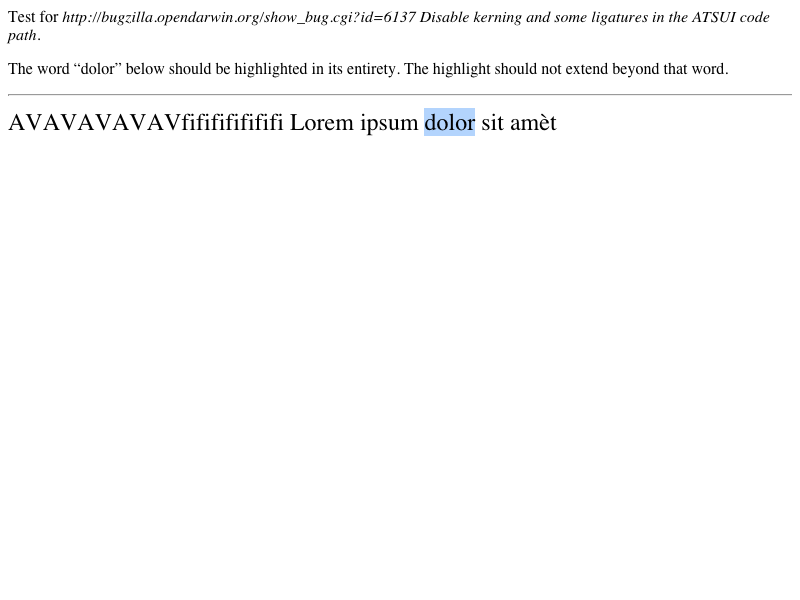 Test for http://bugzilla.opendarwin.org/show_bug.cgi?id=6137 Disable kerning and some ligatures in the ATSUI code
path.
The word “dolor” below should be highlighted in its entirety. The highlight should not extend beyond that word.
AVAVAVAVAVfififififififi Lorem ipsum dolor sit amèt